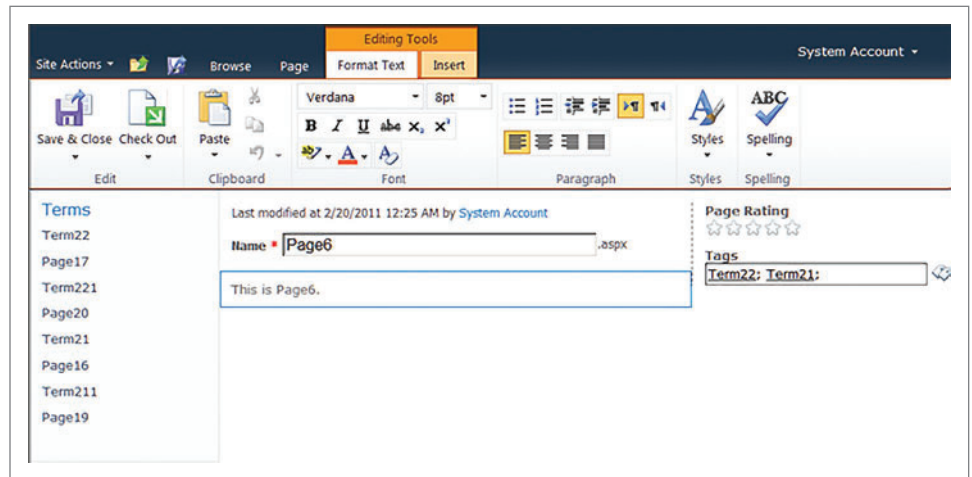 Editing Tools
System Account
Site Actions Browse Page Format Text Insert
Save & Close Check Out Paste
Verdana 8pt
B I U abc X₂ X²
ab A A
A ABC
Styles Spelling
Edit Clipboard Font Paragraph Styles Spelling
Terms
Term22
Page17
Term221
Page20
Term21
Page16
Term211
Page19
Last modified at 2/20/2011 12:25 AM by System Account
Name * Page6 .aspx
This is Page6.
Page Rating
Tags
Term22; Term21;